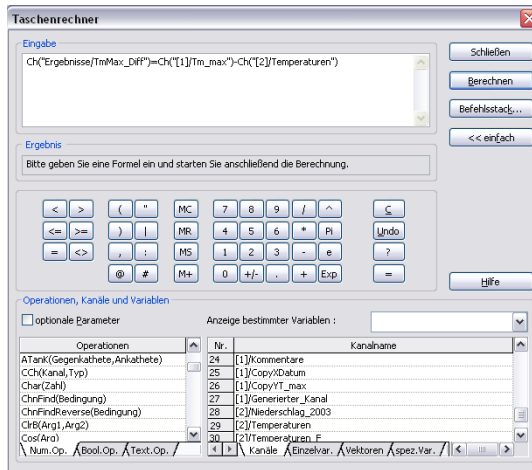 Taschenrechner
Eingabe
Ch("Ergebnisse/TmMax_Diff")=Ch("[1]/Tm_max")-Ch("[2]/Temperaturen")
Schließen
Berechnen
Befehlsstack...
<< einfach
Ergebnis
Bitte geben Sie eine Formel ein und starten Sie anschließend die Berechnung.
< > ( " MC 7 8 9 / ^ C
<= >= ) | MR 4 5 6 * Pi Undo
= <> , : MS 1 2 3 - e ?
@ # M+ 0 +/- . + Exp =
Hilfe
Operationen, Kanäle und Variablen
optionale Parameter
Anzeige bestimmter Variablen :
Operationen
ATanK(Gegenkathete,Ankathete)
CCh(Kanal,Typ)
Char(Zahl)
ChnFind(Bedingung)
ChnFindReverse(Bedingung)
ClrB(Arg1,Arg2)
Cos(Arg)
Num.Op. Bool.Op. Text.Op.
Nr. Kanalname
24 [1]/Kommentare
25 [1]/CopyXDatum
26 [1]/CopyYT_max
27 [1]/Generierter_Kanal
28 [2]/Niederschlag_2003
29 [2]/Temperaturen
30 [2]/Temperaturen_F
Kanäle Einzelvar. Vektoren spez.Var.